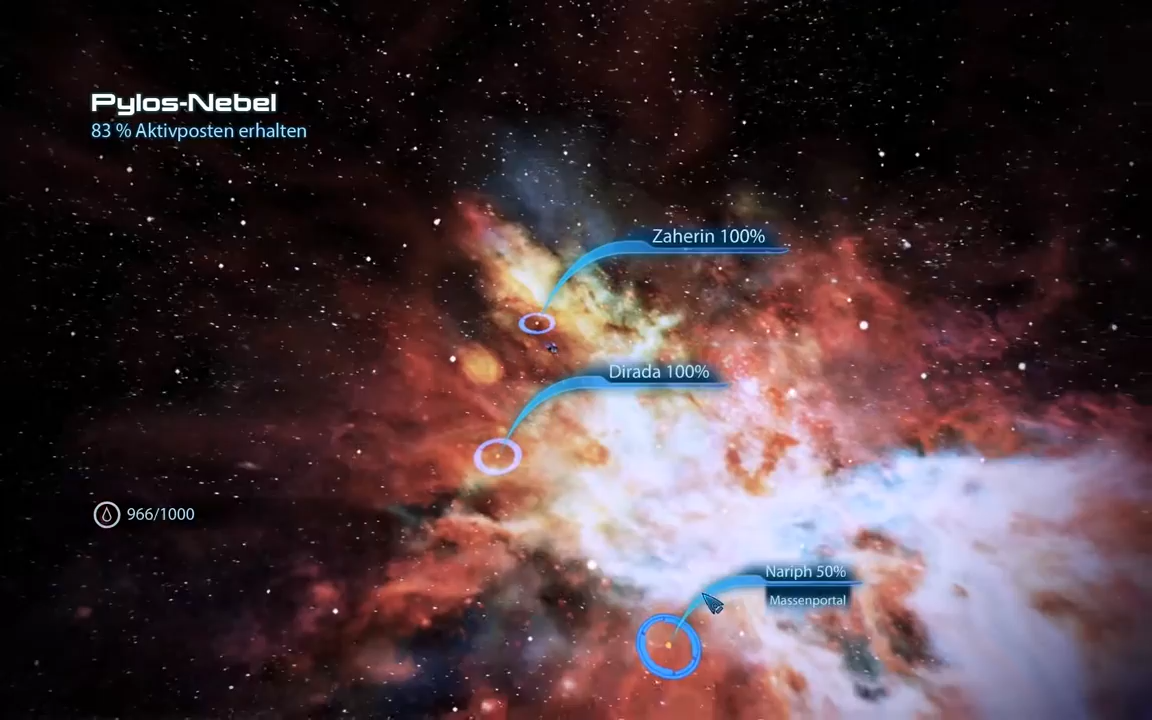 Pylos-Nebel
83 % Aktivposten erhalten
Zaherin 100%
Dirada 100%
966/1000
Nariph 50%
Massenportal